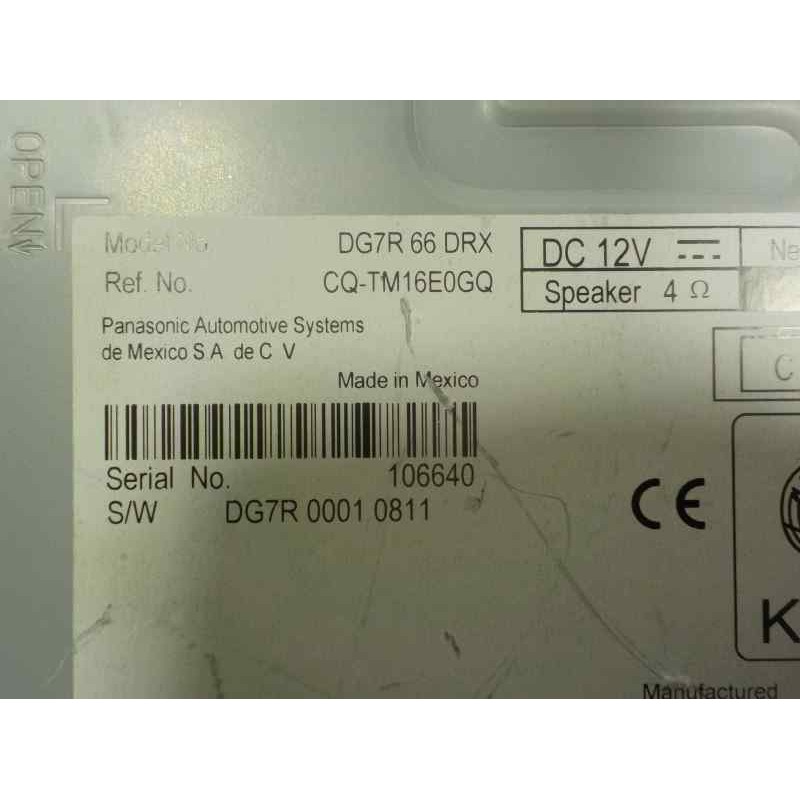 OPEN
Model No. DG7R 66 DRX
DC 12V
Ref. No. CQ-TM16E0GQ
Speaker 4 Ω
Panasonic Automotive Systems
de Mexico S A de C V
Made in Mexico
C
Serial No. 106640
S/W DG7R 0001 0811
CE
K
Manufactured